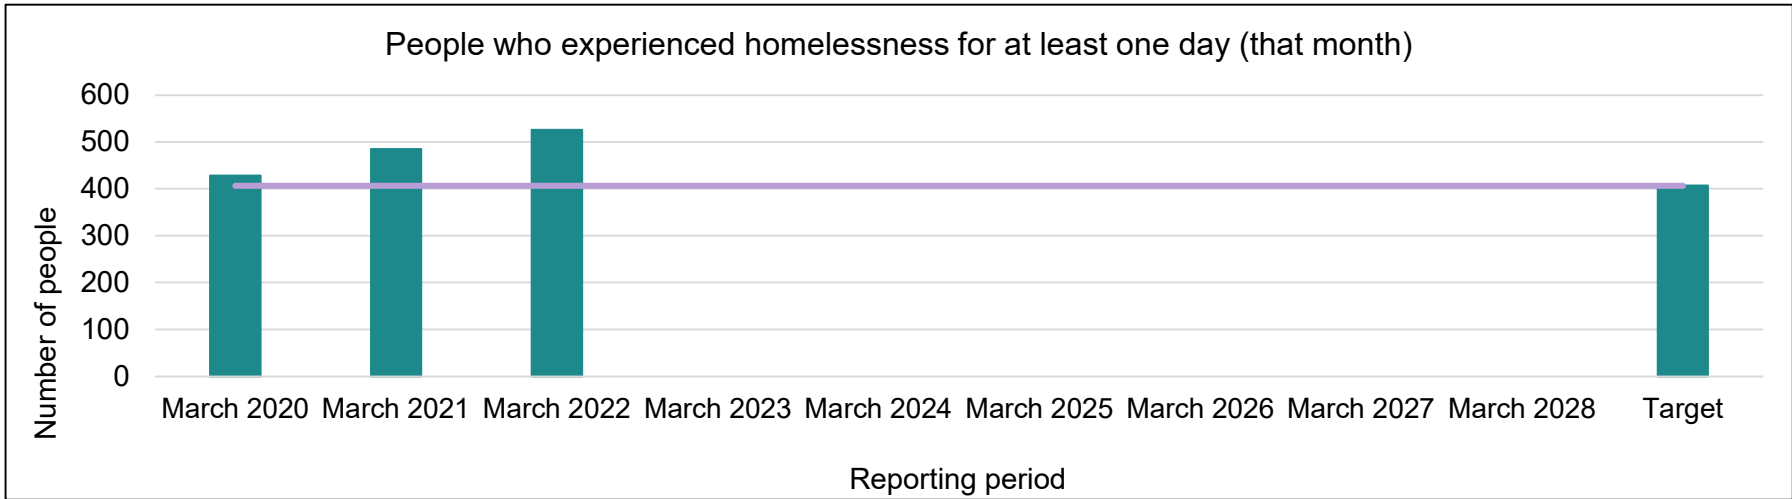 People who experienced homelessness for at least one day (that month)
Number of people
600
500
400
300
200
100
0
March 2020 March 2021 March 2022 March 2023 March 2024 March 2025 March 2026 March 2027 March 2028 Target
Reporting period